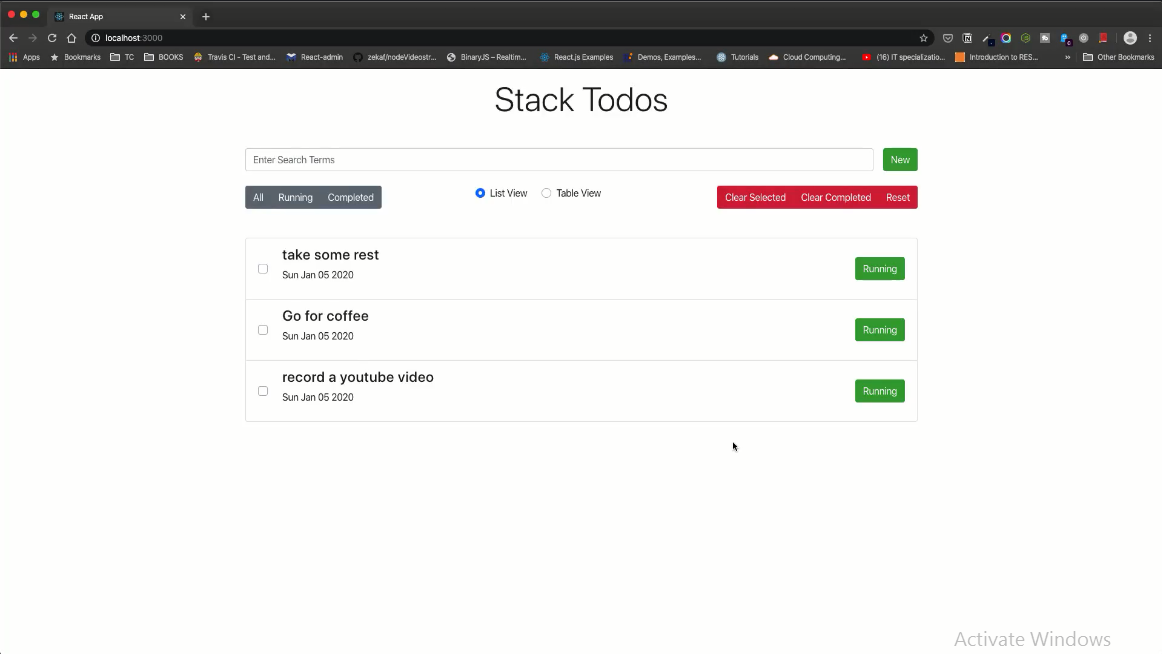 React App
localhost:3000
Apps Bookmarks TC BOOKS Travis CI - Test and... React-admin zekaf/nodeVideostr... BinaryJS – Realtim... React.js Examples Demos, Examples... Tutorials Cloud Computing... (16) IT specializatio... Introduction to RES... » Other Bookmarks
Stack Todos
Enter Search Terms New
All Running Completed List View Table View Clear Selected Clear Completed Reset
take some rest
Sun Jan 05 2020
Running
Go for coffee
Sun Jan 05 2020
Running
record a youtube video
Sun Jan 05 2020
Running
Activate Windows